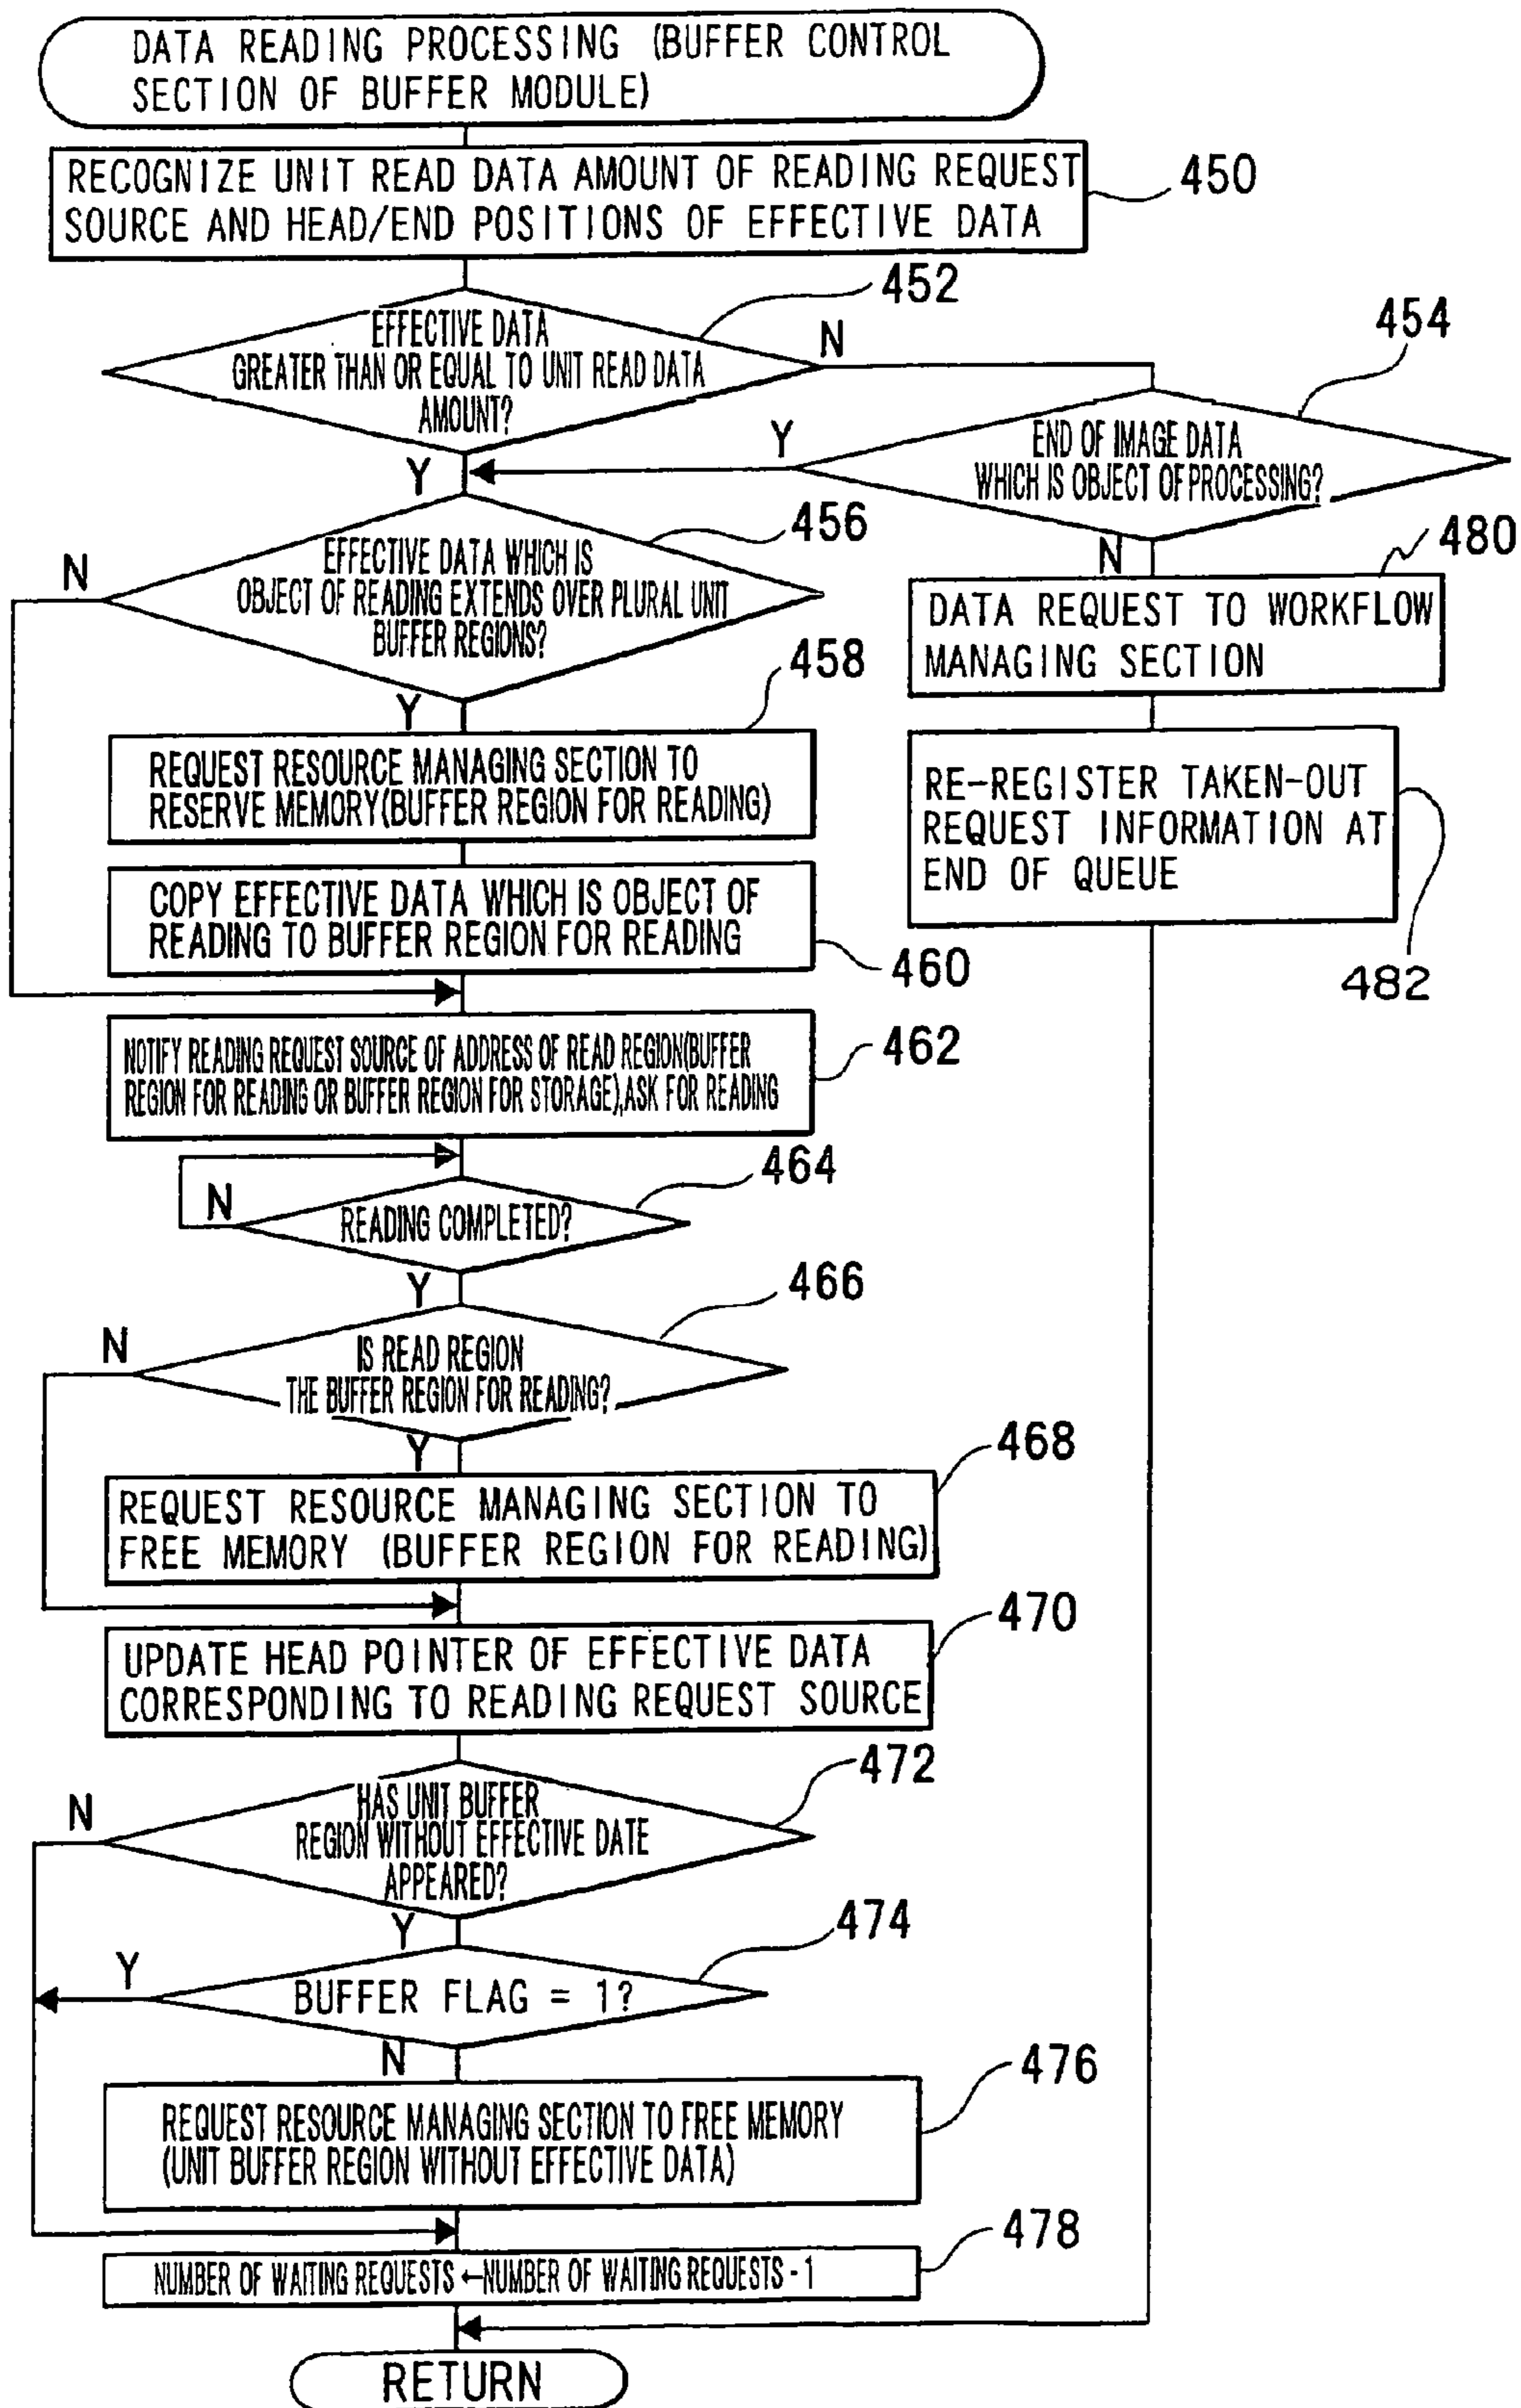 DATA READING PROCESSING (BUFFER CONTROL
SECTION OF BUFFER MODULE)
RECOGNIZE UNIT READ DATA AMOUNT OF READING REQUEST
SOURCE AND HEAD/END POSITIONS OF EFFECTIVE DATA
450
452
EFFECTIVE DATA
GREATER THAN OR EQUAL TO UNIT READ DATA
AMOUNT?
N
Y
454
END OF IMAGE DATA
WHICH IS OBJECT OF PROCESSING?
Y
N
456
EFFECTIVE DATA WHICH IS
OBJECT OF READING EXTENDS OVER PLURAL UNIT
BUFFER REGIONS?
N
Y
480
DATA REQUEST TO WORKFLOW
MANAGING SECTION
458
REQUEST RESOURCE MANAGING SECTION TO
RESERVE MEMORY(BUFFER REGION FOR READING)
RE-REGISTER TAKEN-OUT
REQUEST INFORMATION AT
END OF QUEUE
482
COPY EFFECTIVE DATA WHICH IS OBJECT OF
READING TO BUFFER REGION FOR READING
460
NOTIFY READING REQUEST SOURCE OF ADDRESS OF READ REGION(BUFFER
REGION FOR READING OR BUFFER REGION FOR STORAGE),ASK FOR READING
462
464
READING COMPLETED?
N
Y
466
IS READ REGION
THE BUFFER REGION FOR READING?
N
Y
468
REQUEST RESOURCE MANAGING SECTION TO
FREE MEMORY (BUFFER REGION FOR READING)
470
UPDATE HEAD POINTER OF EFFECTIVE DATA
CORRESPONDING TO READING REQUEST SOURCE
472
HAS UNIT BUFFER
REGION WITHOUT EFFECTIVE DATE
APPEARED?
N
Y
474
BUFFER FLAG = 1?
Y
N
476
REQUEST RESOURCE MANAGING SECTION TO FREE MEMORY
(UNIT BUFFER REGION WITHOUT EFFECTIVE DATA)
478
NUMBER OF WAITING REQUESTS ←NUMBER OF WAITING REQUESTS - 1
RETURN